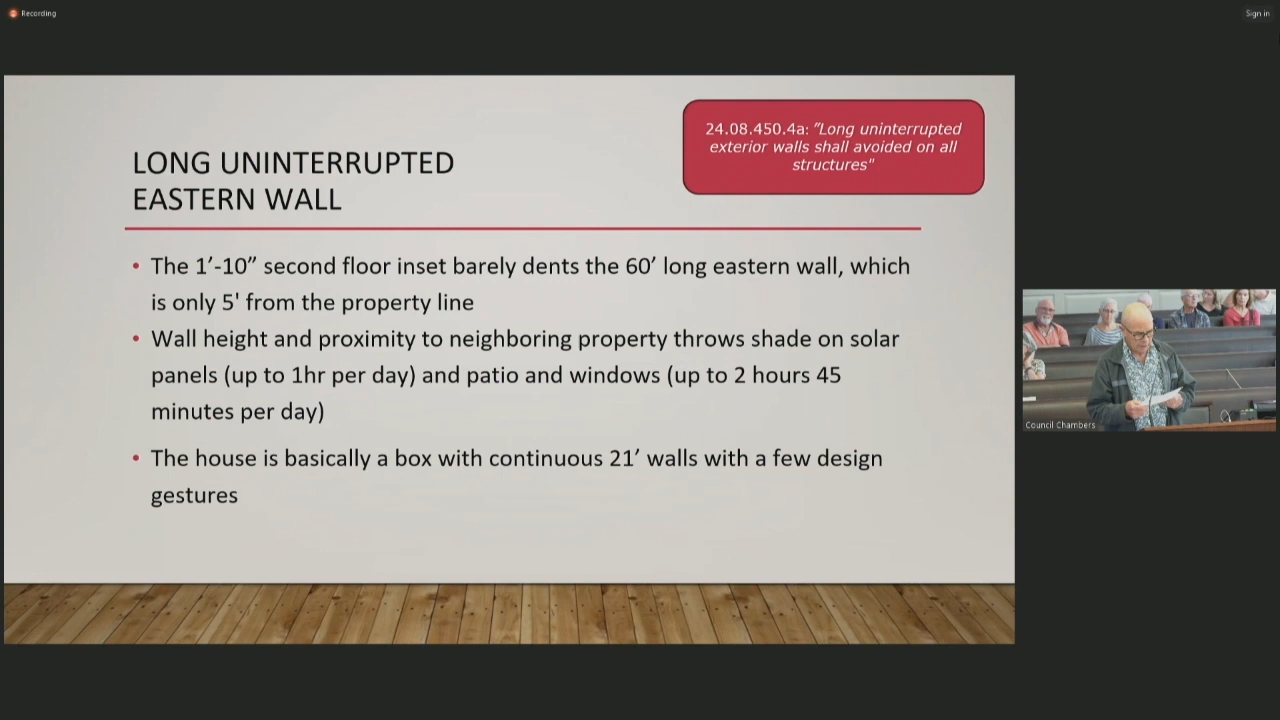 Recording
Sign in
24.08.450.4a: "Long uninterrupted
exterior walls shall avoided on all
structures"
LONG UNINTERRUPTED
EASTERN WALL
• The 1’-10” second floor inset barely dents the 60’ long eastern wall, which
is only 5' from the property line
• Wall height and proximity to neighboring property throws shade on solar
panels (up to 1hr per day) and patio and windows (up to 2 hours 45
minutes per day)
• The house is basically a box with continuous 21’ walls with a few design
gestures
Council Chambers